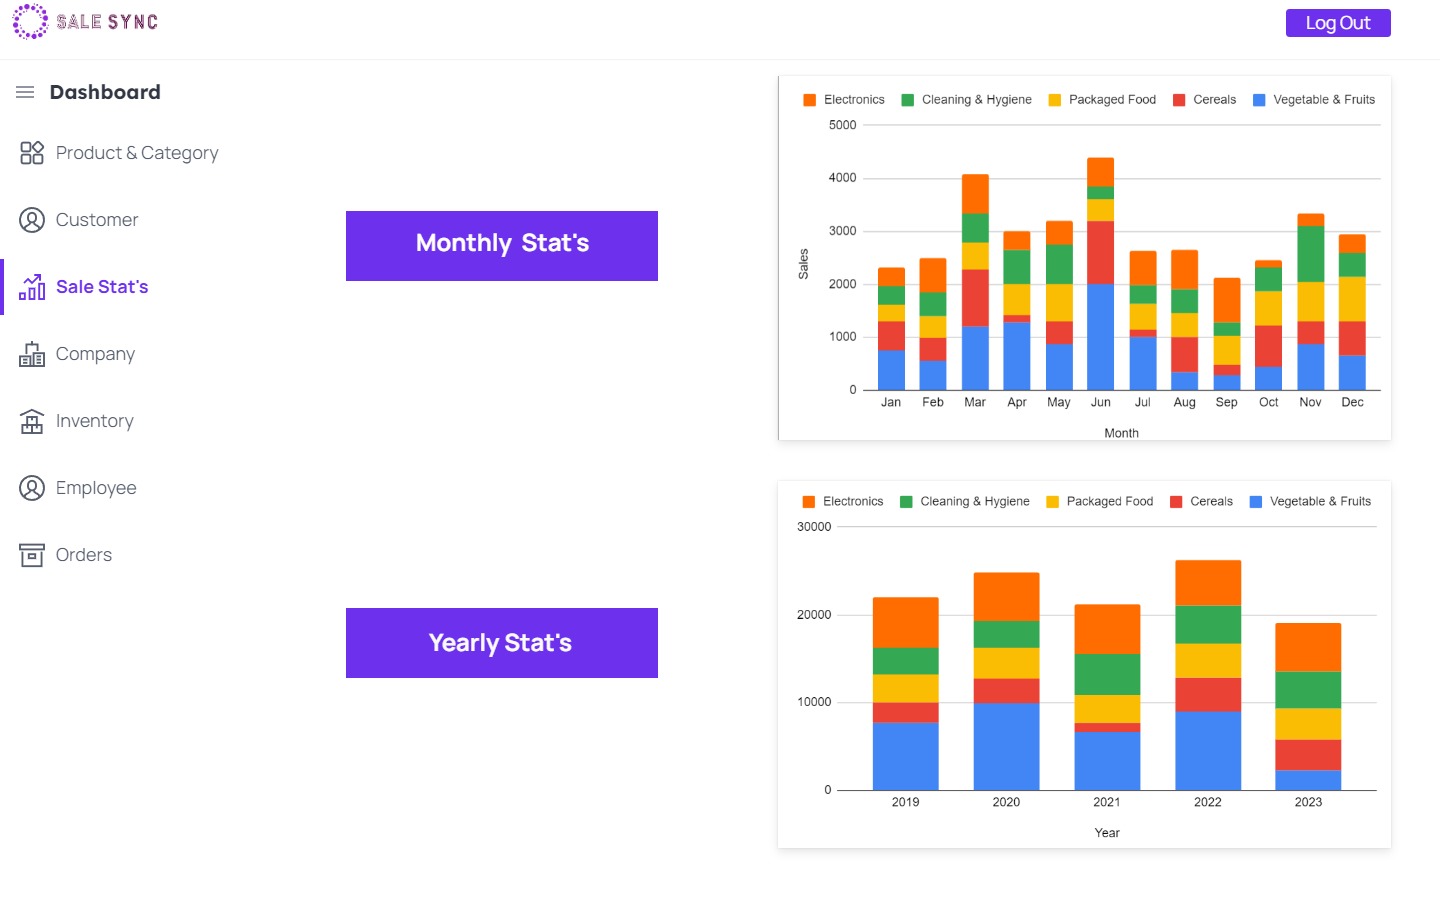 SALE SYNC
Log Out
Dashboard
Product & Category
Customer
Sale Stat's
Company
Inventory
Employee
Orders
Monthly Stat's
Yearly Stat's
Electronics Cleaning & Hygiene Packaged Food Cereals Vegetable & Fruits
5000
4000
3000
2000
1000
0
Sales
Jan Feb Mar Apr May Jun Jul Aug Sep Oct Nov Dec
Month
Electronics Cleaning & Hygiene Packaged Food Cereals Vegetable & Fruits
30000
20000
10000
0
2019 2020 2021 2022 2023
Year